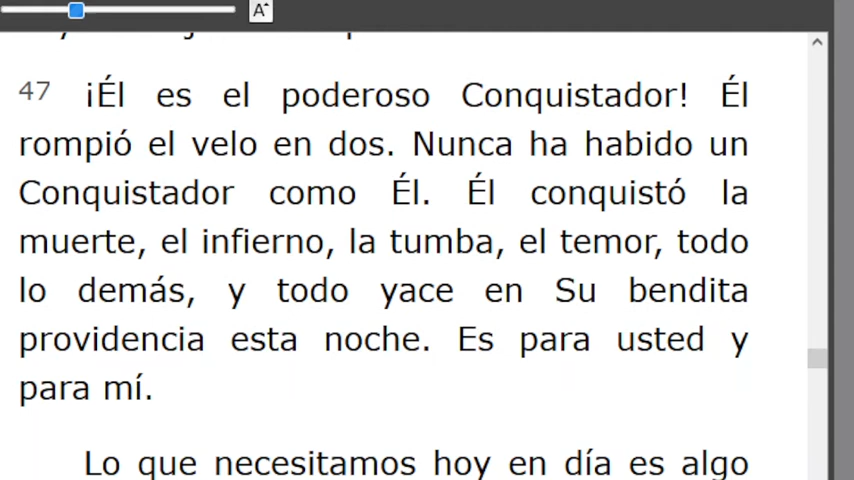 A
47 ¡Él es el poderoso Conquistador! Él
rompió el velo en dos. Nunca ha habido un
Conquistador como Él. Él conquistó la
muerte, el infierno, la tumba, el temor, todo
lo demás, y todo yace en Su bendita
providencia esta noche. Es para usted y
para mí.
Lo que necesitamos hoy en día es algo